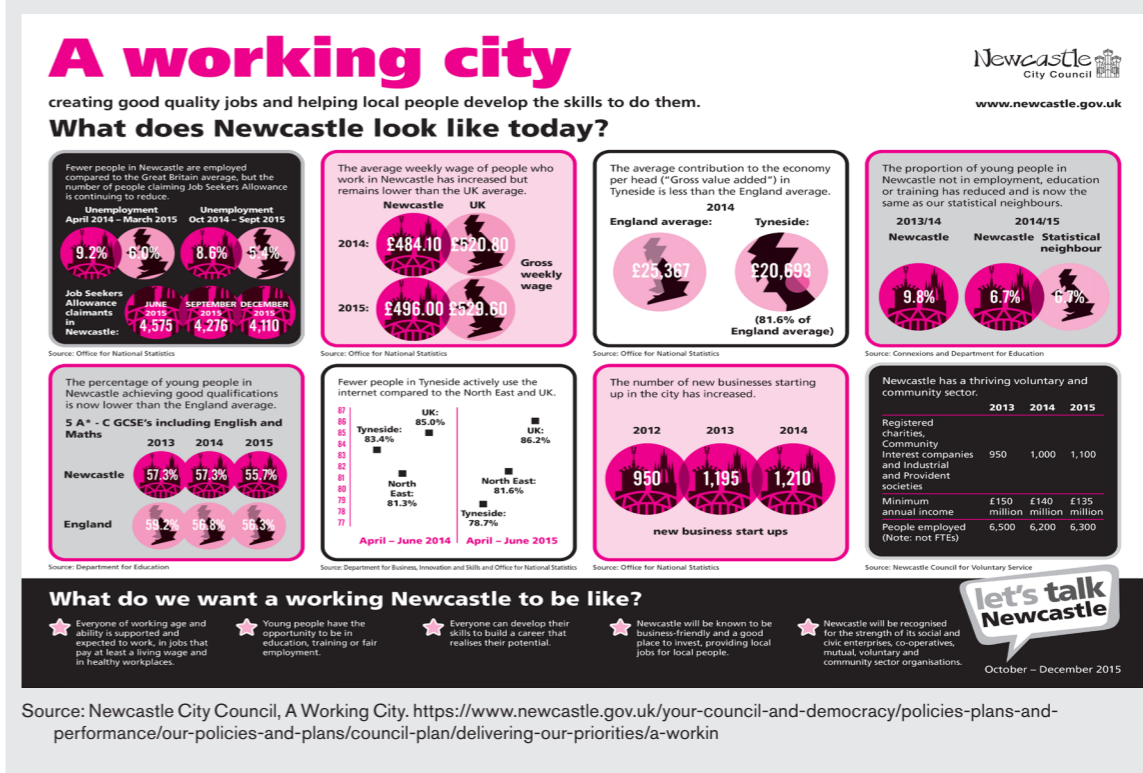 A working city
Newcastle
City Council
creating good quality jobs and helping local people develop the skills to do them.
www.newcastle.gov.uk
What does Newcastle look like today?
Fewer people in Newcastle are employed
compared to the Great Britain average, but the
number of people claiming Job Seekers Allowance
is continuing to reduce.
Unemployment
April 2014 – March 2015
Unemployment
Oct 2014 – Sept 2015
9.2% 6.0% 8.6% 5.4%
Job Seekers
Allowance
claimants
in
Newcastle:
JUNE
2015
4,575
SEPTEMBER
2015
4,276
DECEMBER
2015
4,110
Source: Office for National Statistics
The average weekly wage of people who
work in Newcastle has increased but
remains lower than the UK average.
Newcastle UK
2014: £484.10 £520.80
Gross
weekly
wage
2015: £496.00 £529.60
Source: Office for National Statistics
The average contribution to the economy
per head (“Gross value added”) in
Tyneside is less than the England average.
2014
England average: Tyneside:
£25,367 £20,693
(81.6% of
England average)
Source: Office for National Statistics
The proportion of young people in
Newcastle not in employment, education
or training has reduced and is now the
same as our statistical neighbours.
2013/14 2014/15
Newcastle Newcastle Statistical
neighbour
9.8% 6.7% 6.7%
Source: Connexions and Department for Education
The percentage of young people in
Newcastle achieving good qualifications
is now lower than the England average.
5 A* - C GCSE’s including English and
Maths
2013 2014 2015
Newcastle 57.3% 57.3% 55.7%
England 59.2% 56.8% 56.3%
Source: Department for Education
Fewer people in Tyneside actively use the
internet compared to the North East and UK.
87
86
85
84
83
82
81
80
79
78
77
Tyneside:
83.4%
UK:
85.0%
North
East:
81.3%
UK:
86.2%
North East:
81.6%
Tyneside:
78.7%
April – June 2014 April – June 2015
Source: Department for Business, Innovation and Skills and Office for National Statistics
The number of new businesses starting
up in the city has increased.
2012 2013 2014
950 1,195 1,210
new business start ups
Source: Office for National Statistics
Newcastle has a thriving voluntary and
community sector.
2013 2014 2015
Registered
charities,
Community
Interest companies 950 1,000 1,100
and Industrial
and Provident
societies
Minimum £150 £140 £135
annual income million million million
People employed 6,500 6,200 6,300
(Note: not FTEs)
Source: Newcastle Council for Voluntary Service
What do we want a working Newcastle to be like?
Everyone of working age and
ability is supported and
expected to work, in jobs that
pay at least a living wage and
in healthy workplaces.
Young people have the
opportunity to be in
education, training or fair
employment.
Everyone can develop their
skills to build a career that
realises their potential.
Newcastle will be known to be
business-friendly and a good
place to invest, providing local
jobs for local people.
Newcastle will be recognised
for the strength of its social and
civic enterprises, co-operatives,
mutual, voluntary and
community sector organisations.
let’s talk
Newcastle
October – December 2015
Source: Newcastle City Council, A Working City. https://www.newcastle.gov.uk/your-council-and-democracy/policies-plans-and-
performance/our-policies-and-plans/council-plan/delivering-our-priorities/a-workin